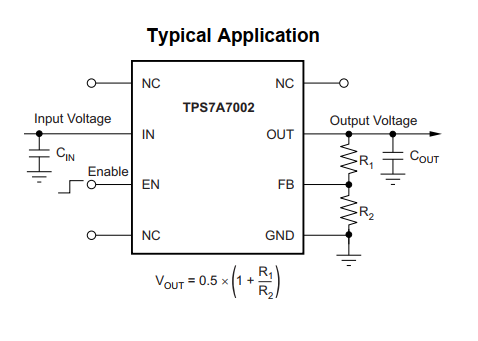 Typical Application
NC NC
TPS7A7002
Input Voltage Output Voltage
IN OUT
CIN R1 COUT
Enable
EN FB
R2
NC GND
VOUT = 0.5 × (1 + R1/R2)